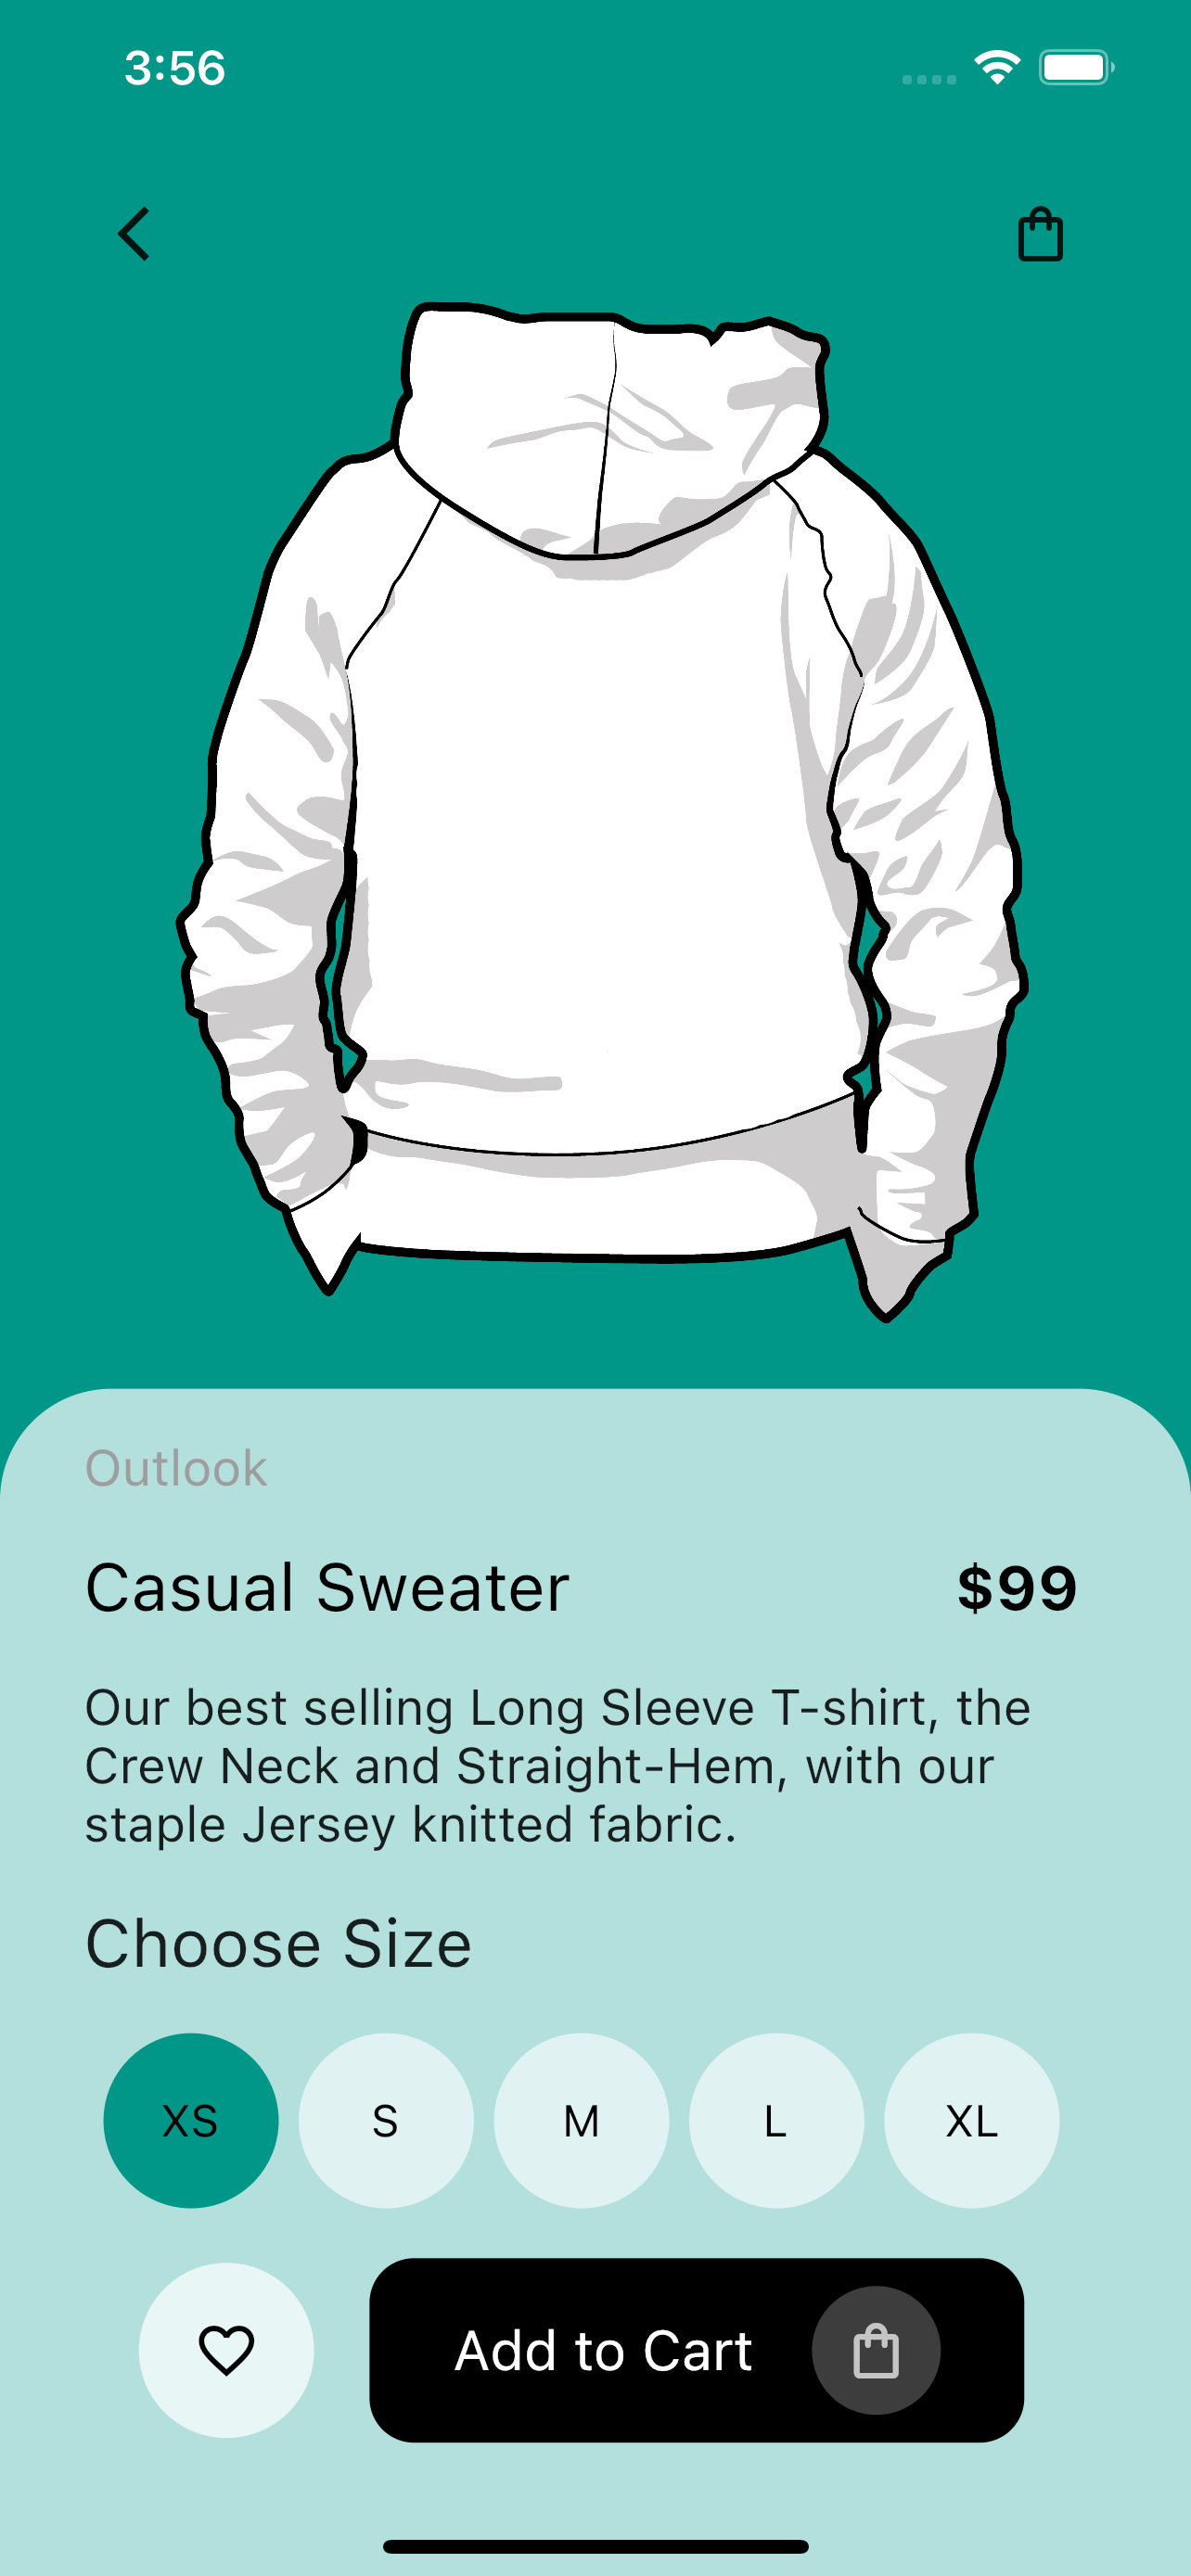 3:56
Outlook
Casual Sweater
$99
Our best selling Long Sleeve T-shirt, the
Crew Neck and Straight-Hem, with our
staple Jersey knitted fabric.
Choose Size
XS S M L XL
Add to Cart